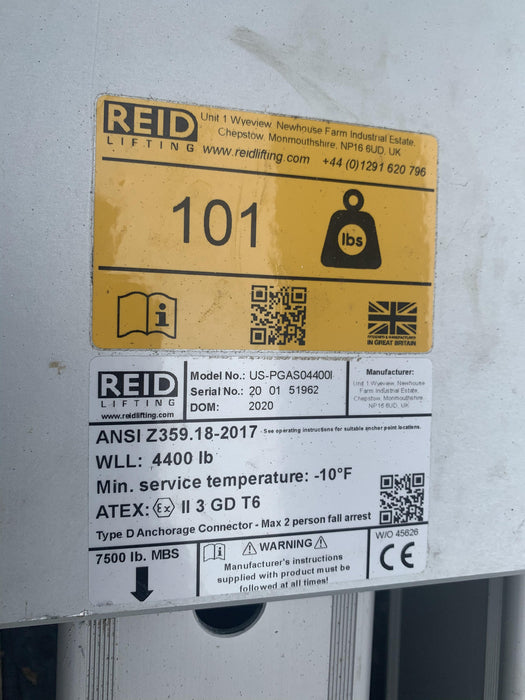 REID
LIFTING
Unit 1 Wyeview, Newhouse Farm Industrial Estate,
Chepstow, Monmouthshire, NP16 6UD, UK
www.reidlifting.com +44 (0)1291 620 796
101
lbs
i
IN GREAT BRITAIN
REID
LIFTING
www.reidlifting.com
Model No.: US-PGAS04400I
Serial No.: 20 01 51962
DOM: 2020
Manufacturer:
Unit 1 Wyeview, Newhouse
Farm Industrial Estate,
Chepstow, Monmouthshire,
NP16 6UD, UK
ANSI Z359.18-2017 - See operating instructions for suitable anchor point locations.
WLL: 4400 lb
Min. service temperature: -10°F
ATEX: Ex II 3 GD T6
Type D Anchorage Connector - Max 2 person fall arrest
7500 lb. MBS
i
WARNING
Manufacturer's instructions
supplied with product must be
followed at all times!
W/O 45626
CE